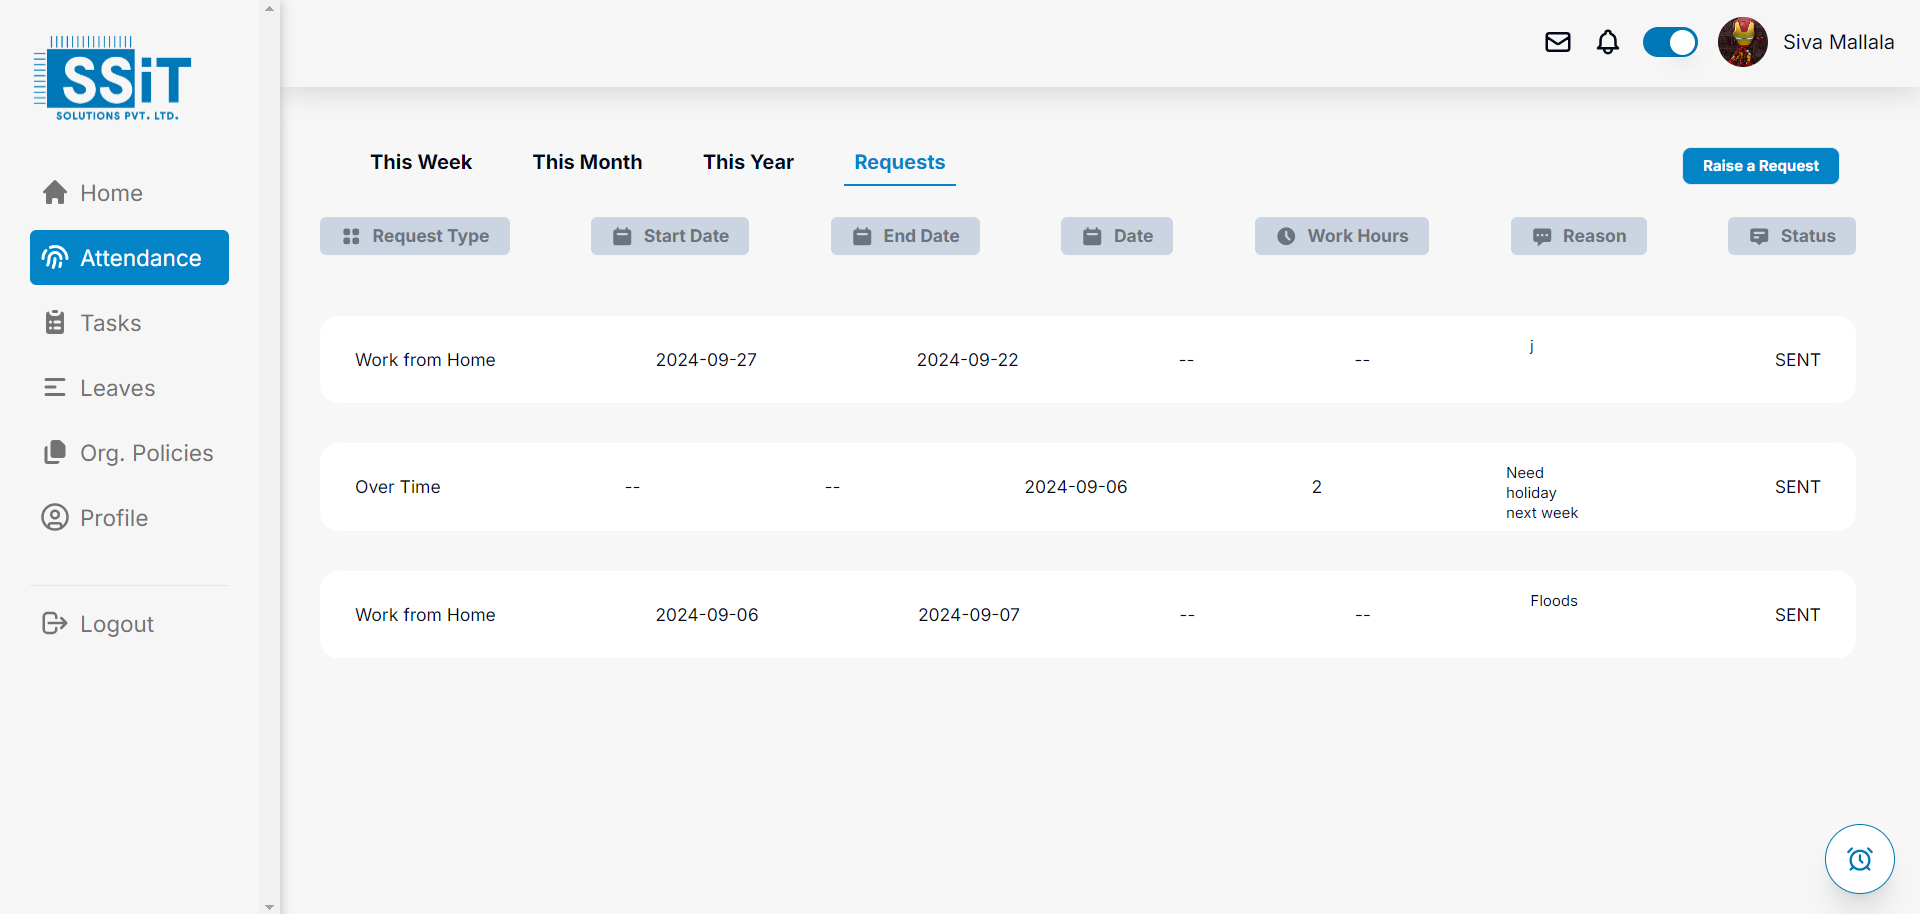 SSiT
SOLUTIONS PVT. LTD.
Siva Mallala
Home
Attendance
Tasks
Leaves
Org. Policies
Profile
Logout
This Week This Month This Year Requests Raise a Request
Request Type Start Date End Date Date Work Hours Reason Status
Work from Home 2024-09-27 2024-09-22 -- -- j SENT
Over Time -- -- 2024-09-06 2 Need SENT
holiday
next week
Work from Home 2024-09-06 2024-09-07 -- -- Floods SENT